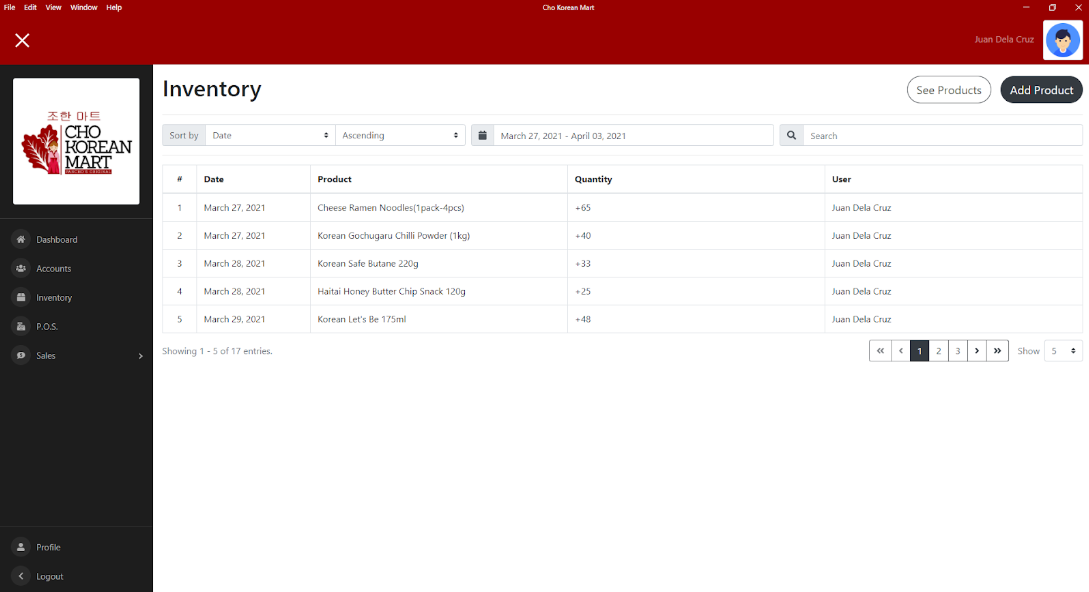 File Edit View Window Help
Cho Korean Mart
Juan Dela Cruz
조한 마트
CHO
KOREAN
MART
Dashboard
Accounts
Inventory
P.O.S.
Sales
Profile
Logout
Inventory
See Products
Add Product
Sort by Date Ascending March 27, 2021 - April 03, 2021 Search
# Date Product Quantity User
1 March 27, 2021 Cheese Ramen Noodles(1pack-4pcs) +65 Juan Dela Cruz
2 March 27, 2021 Korean Gochugaru Chilli Powder (1kg) +40 Juan Dela Cruz
3 March 28, 2021 Korean Safe Butane 220g +33 Juan Dela Cruz
4 March 28, 2021 Haitai Honey Butter Chip Snack 120g +25 Juan Dela Cruz
5 March 29, 2021 Korean Let's Be 175ml +48 Juan Dela Cruz
Showing 1 - 5 of 17 entries.
« ‹ 1 2 3 › » Show 5